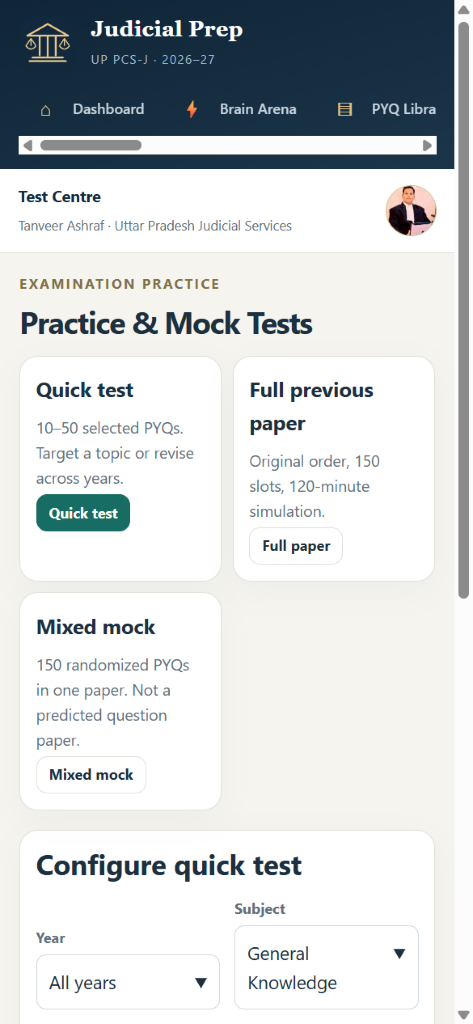 Judicial Prep
UP PCS-J · 2026–27
Dashboard
Brain Arena
PYQ Libra
Test Centre
Tanveer Ashraf · Uttar Pradesh Judicial Services
EXAMINATION PRACTICE
Practice & Mock Tests
Quick test
10–50 selected PYQs.
Target a topic or revise
across years.
Quick test
Full previous
paper
Original order, 150
slots, 120-minute
simulation.
Full paper
Mixed mock
150 randomized PYQs
in one paper. Not a
predicted question
paper.
Mixed mock
Configure quick test
Year
All years
Subject
General
Knowledge